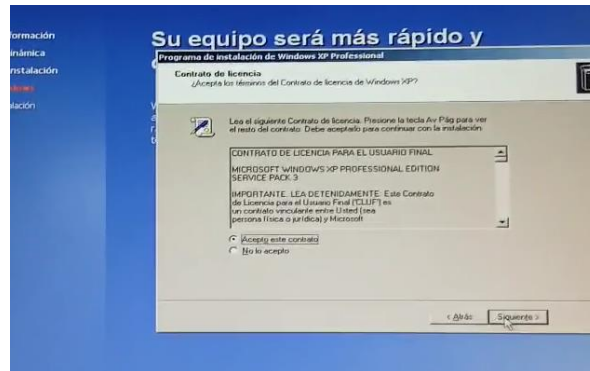 Su equipo será más rápido y
formación
inámica
nstalación
lación
Programa de instalación de Windows XP Professional
Contrato de licencia
¿Acepta los términos del Contrato de licencia de Windows XP?
Lea el siguiente Contrato de licencia. Presione la tecla Av Pág para ver
el resto del contrato. Debe aceptarlo para continuar con la instalación.
CONTRATO DE LICENCIA PARA EL USUARIO FINAL
MICROSOFT WINDOWS XP PROFESSIONAL EDITION
SERVICE PACK 3
IMPORTANTE. LEA DETENIDAMENTE: Este Contrato
de Licencia para el Usuario Final ("CLUF") es
un contrato vinculante entre Usted (sea
persona física o jurídica) y Microsoft
Acepto este contrato
No lo acepto
< Atrás
Siguiente >